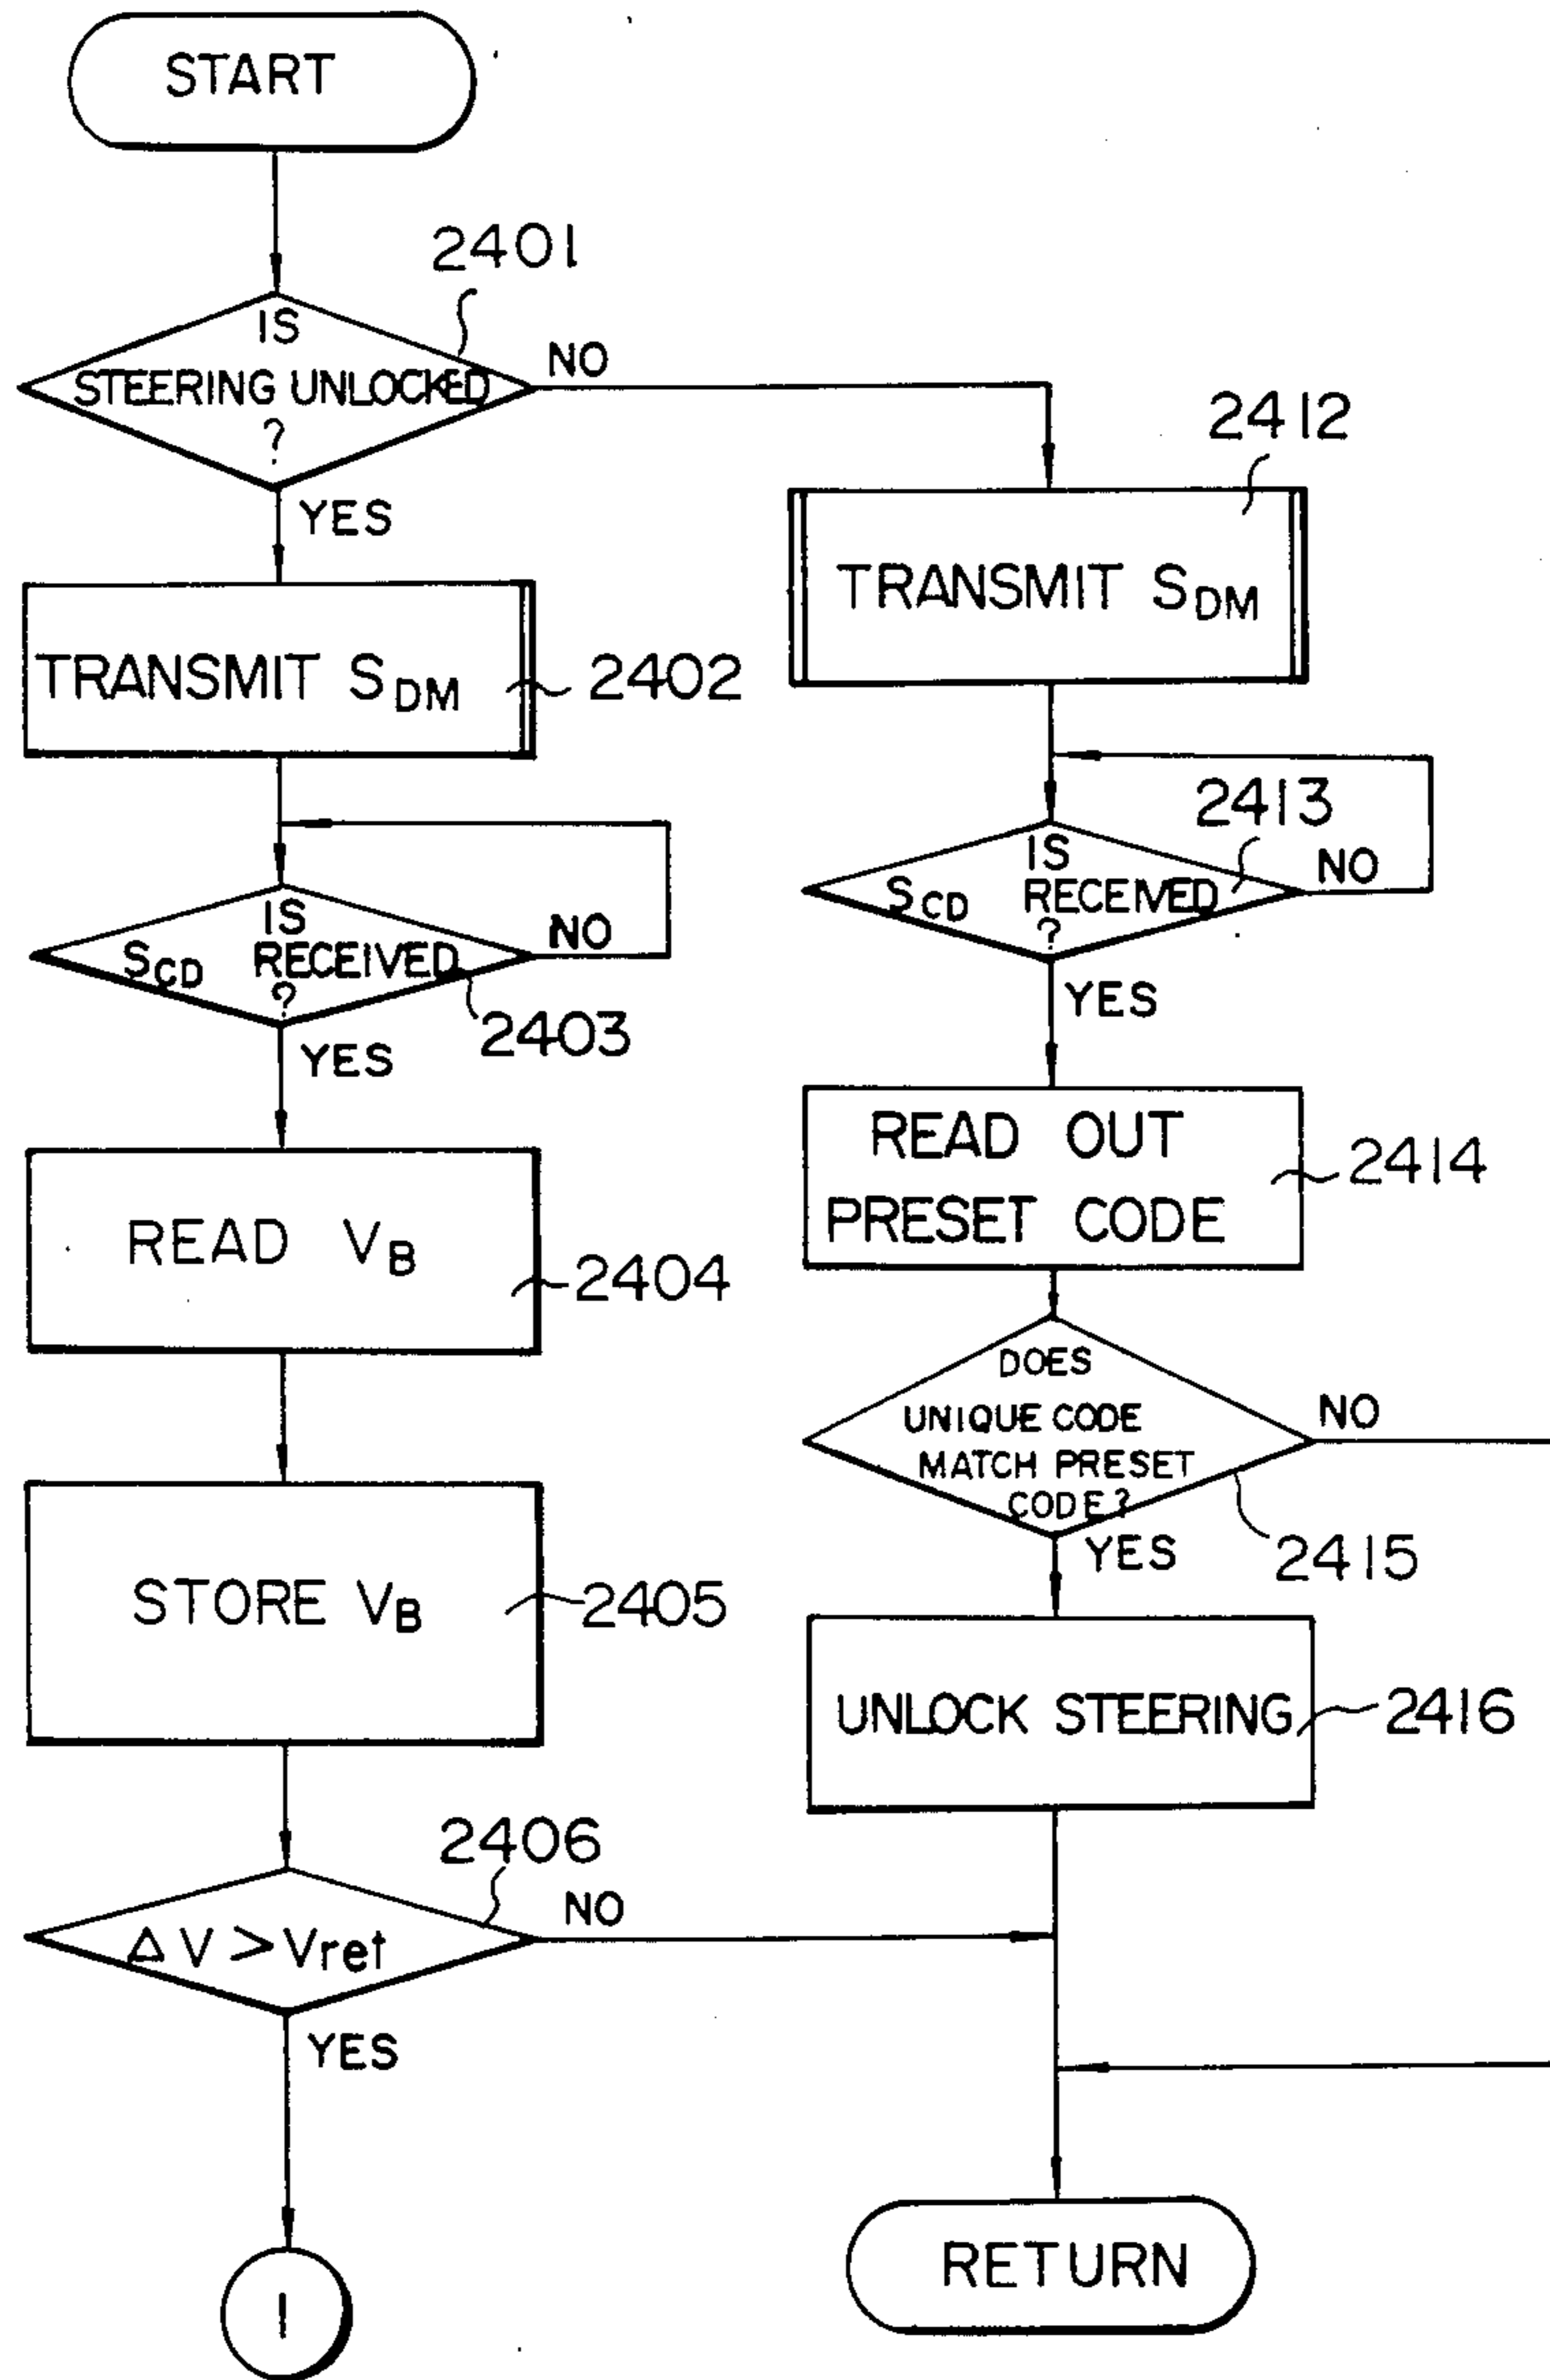 START
2401
IS
STEERING UNLOCKED
?
NO
YES
TRANSMIT SDM
2402
IS
SCD RECEIVED
?
NO
2403
YES
READ VB
2404
STORE VB
2405
2406
ΔV > Vret
NO
YES
1
2412
TRANSMIT SDM
2413
IS
SCD RECEIVED
?
NO
YES
READ OUT
PRESET CODE
2414
DOES
UNIQUE CODE
MATCH PRESET
CODE?
NO
2415
YES
UNLOCK STEERING
2416
RETURN